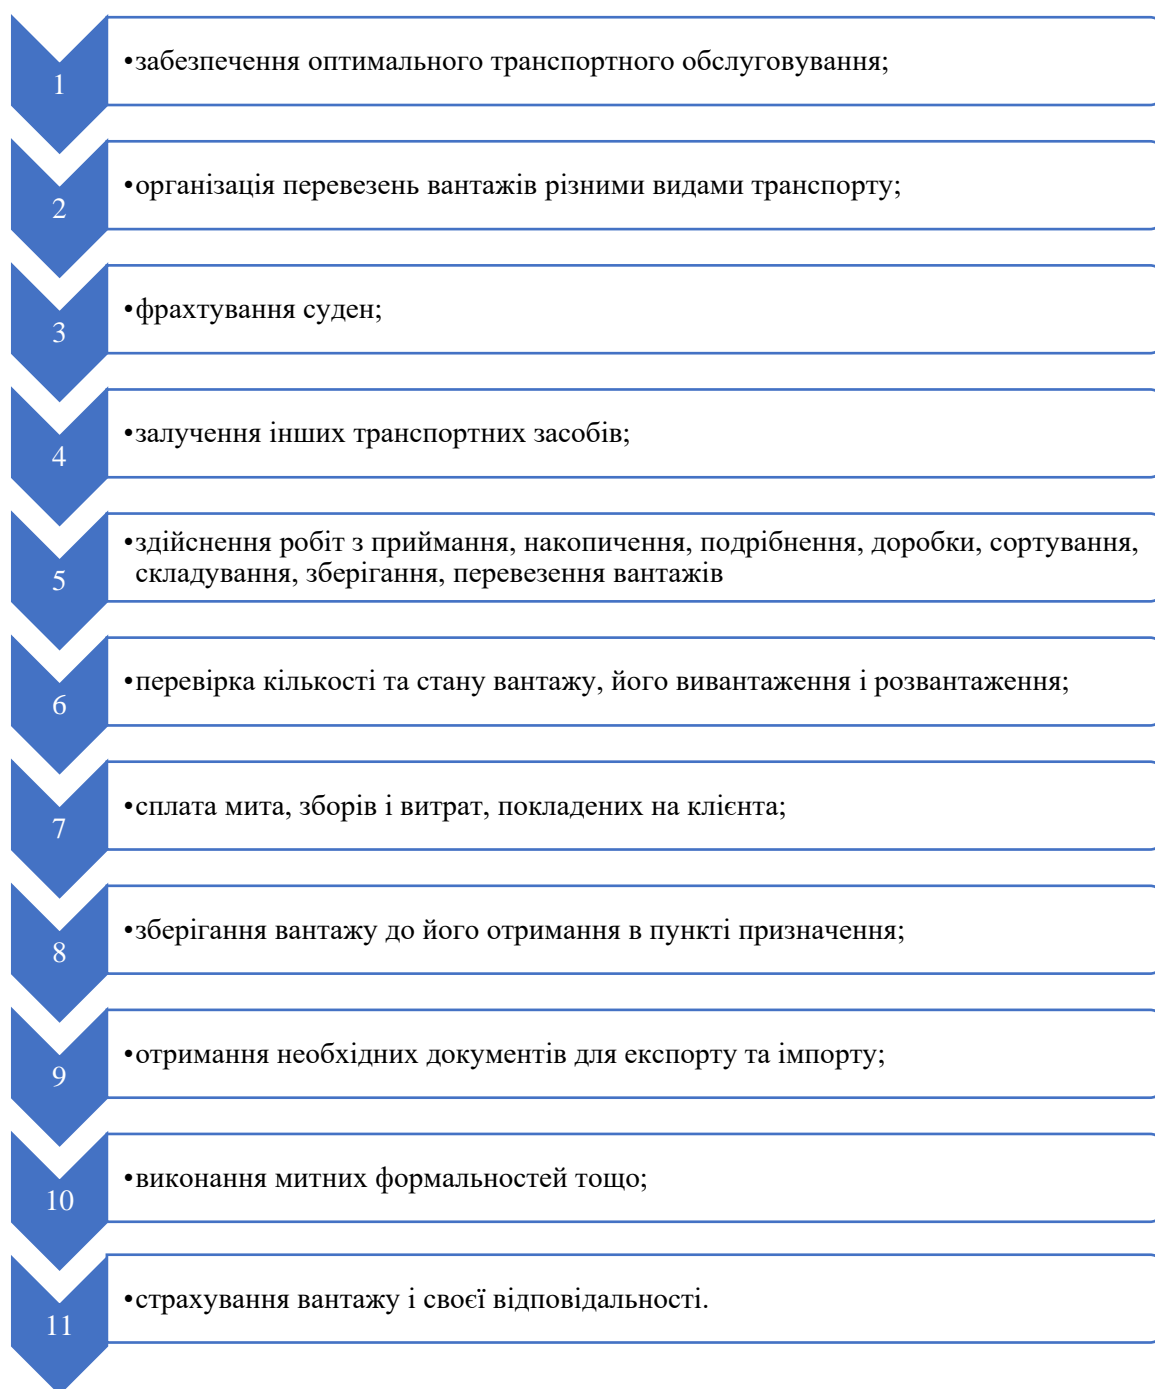 1
•забезпечення оптимального транспортного обслуговування;
2
•організація перевезень вантажів різними видами транспорту;
3
•фрахтування суден;
4
•залучення інших транспортних засобів;
5
•здійснення робіт з приймання, накопичення, подрібнення, доробки, сортування,
складування, зберігання, перевезення вантажів
6
•перевірка кількості та стану вантажу, його вивантаження і розвантаження;
7
•сплата мита, зборів і витрат, покладених на клієнта;
8
•зберігання вантажу до його отримання в пункті призначення;
9
•отримання необхідних документів для експорту та імпорту;
10
•виконання митних формальностей тощо;
11
•страхування вантажу і своєї відповідальності.